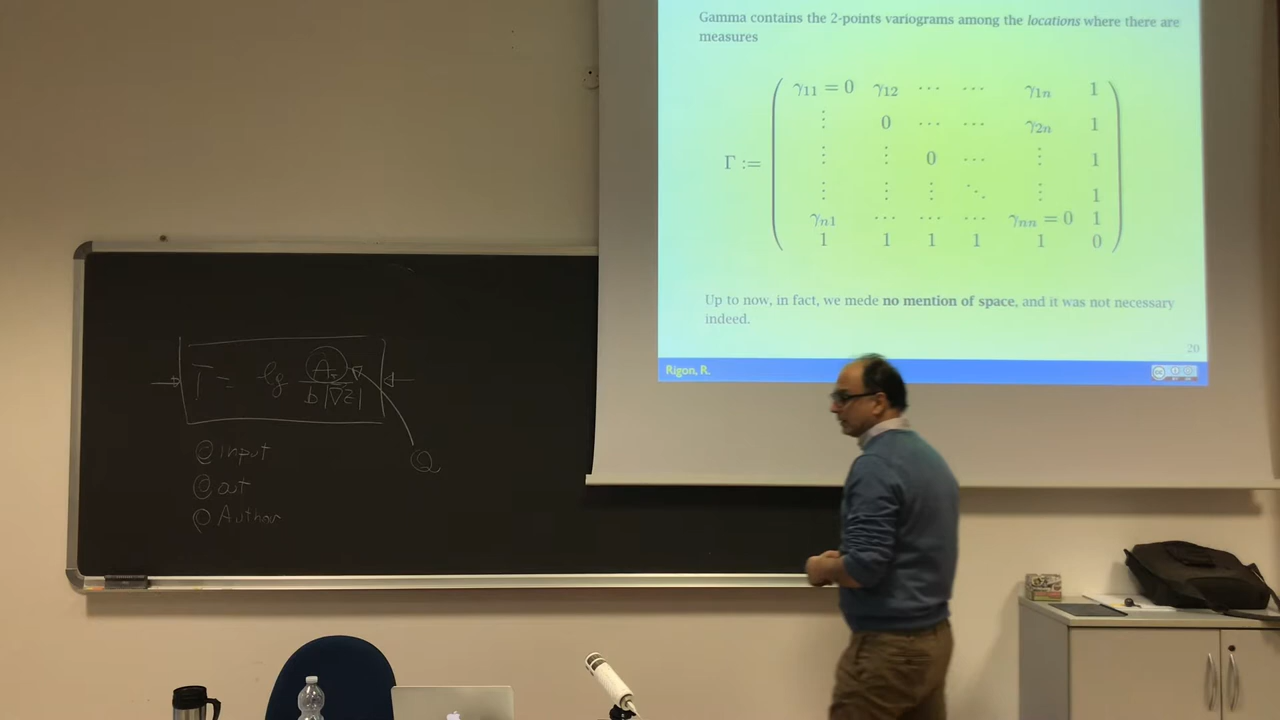 Gamma contains the 2-points variograms among the locations where there are
measures
Γ :=
γ11 = 0 γ12 ⋯ ⋯ γ1n 1
⋮ 0 ⋯ ⋯ γ2n 1
⋮ ⋮ 0 ⋯ ⋮ 1
⋮ ⋮ ⋮ ⋱ ⋮ 1
γn1 ⋯ ⋯ ⋯ γnn = 0 1
1 1 1 1 1 0
Up to now, in fact, we mede no mention of space, and it was not necessary
indeed.
20
Rigon, R.
T = lg
b |∇z|
Q
@ input
@ out
@ Author